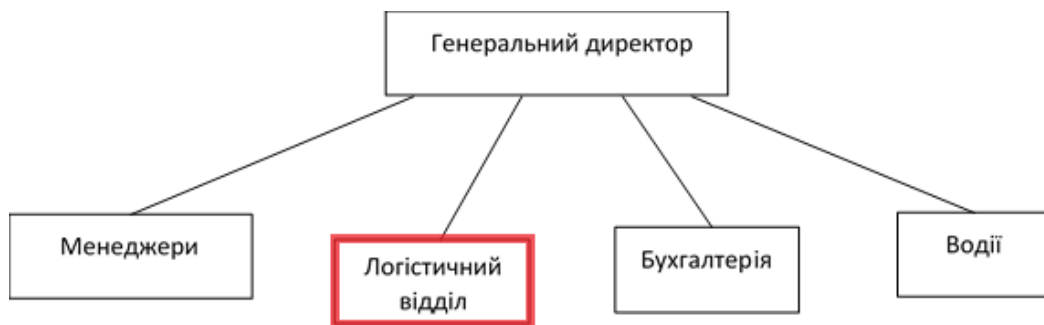 Генеральний директор
Менеджери
Логістичний
відділ
Бухгалтерія
Водії